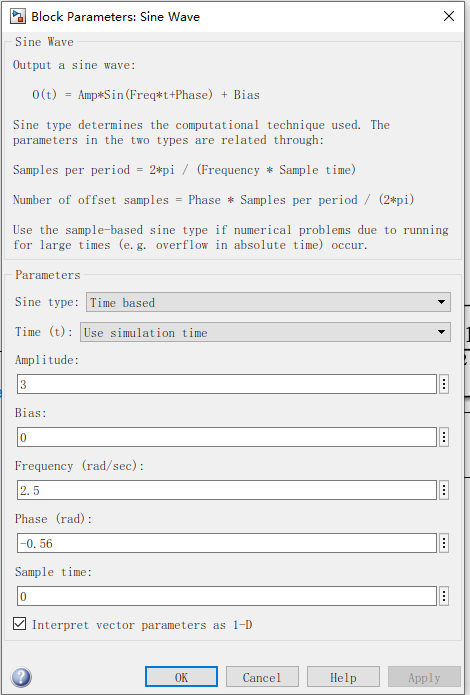 Block Parameters: Sine Wave
Sine Wave
Output a sine wave:
O(t) = Amp*Sin(Freq*t+Phase) + Bias
Sine type determines the computational technique used. The
parameters in the two types are related through:
Samples per period = 2*pi / (Frequency * Sample time)
Number of offset samples = Phase * Samples per period / (2*pi)
Use the sample-based sine type if numerical problems due to running
for large times (e.g. overflow in absolute time) occur.
Parameters
Sine type: Time based
Time (t): Use simulation time
Amplitude:
3
Bias:
0
Frequency (rad/sec):
2.5
Phase (rad):
-0.56
Sample time:
0
Interpret vector parameters as 1-D
? OK Cancel Help Apply